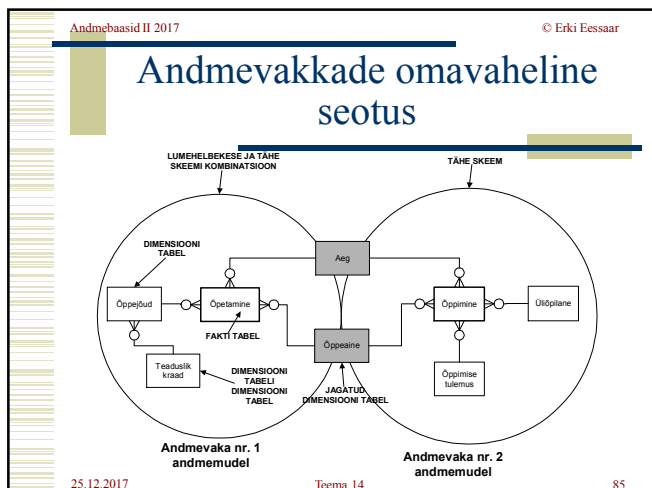 Andmebaasid II 2017
© Erki Eessaar
Andmevakkade omavaheline
seotus
LUMEHELBEKESE JA TÄHE
SKEEMI KOMBINATSIOON
TÄHE SKEEM
DIMENSIOONI
TABEL
Aeg
Õppejõud
Õpetamine
Õppimine
Üliõpilane
FAKTI TABEL
Õppeaine
Teaduslik
kraad
DIMENSIOONI
TABELI
DIMENSIOONI
TABEL
JAGATUD
DIMENSIOONI TABEL
Õppimise
tulemus
Andmevaka nr. 1
andmemudel
Andmevaka nr. 2
andmemudel
25.12.2017
Teema 14
85